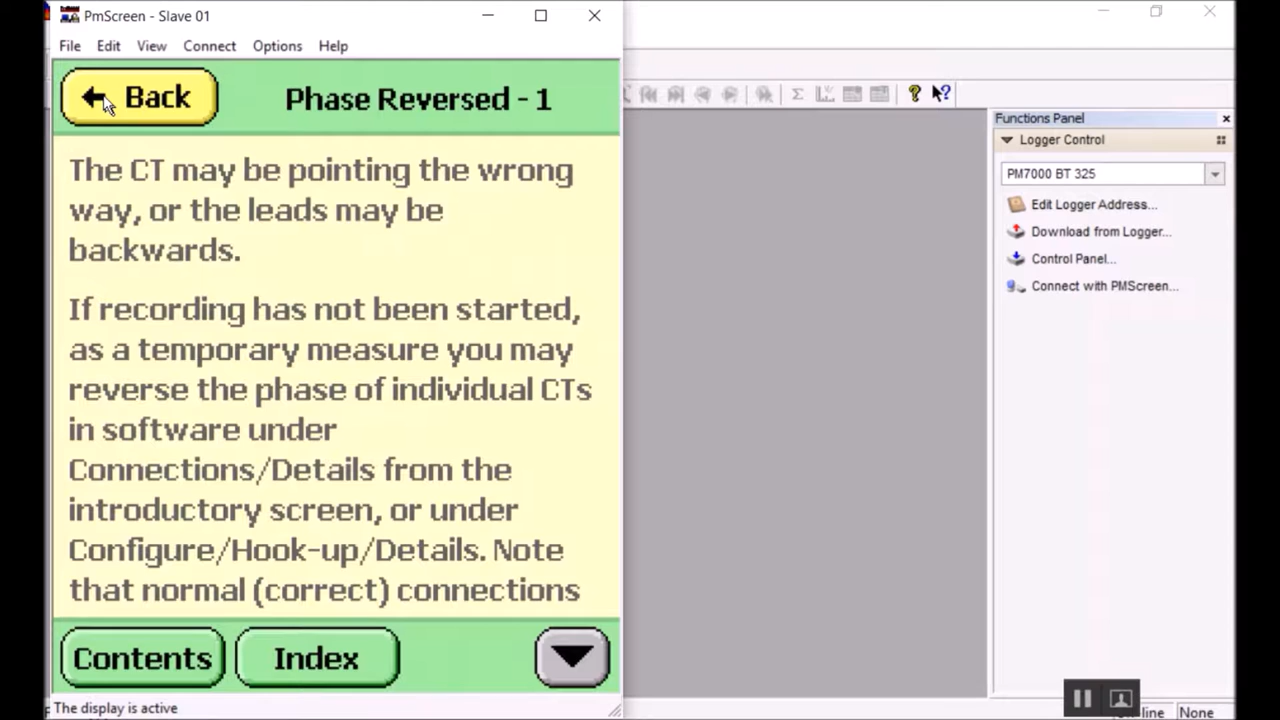 PmScreen - Slave 01
File Edit View Connect Options Help
Back
Phase Reversed - 1
The CT may be pointing the wrong
way, or the leads may be
backwards.
If recording has not been started,
as a temporary measure you may
reverse the phase of individual CTs
in software under
Connections/Details from the
introductory screen, or under
Configure/Hook-up/Details. Note
that normal (correct) connections
Contents
Index
The display is active
Functions Panel
Logger Control
PM7000 BT 325
Edit Logger Address...
Download from Logger...
Control Panel...
Connect with PMScreen...
None